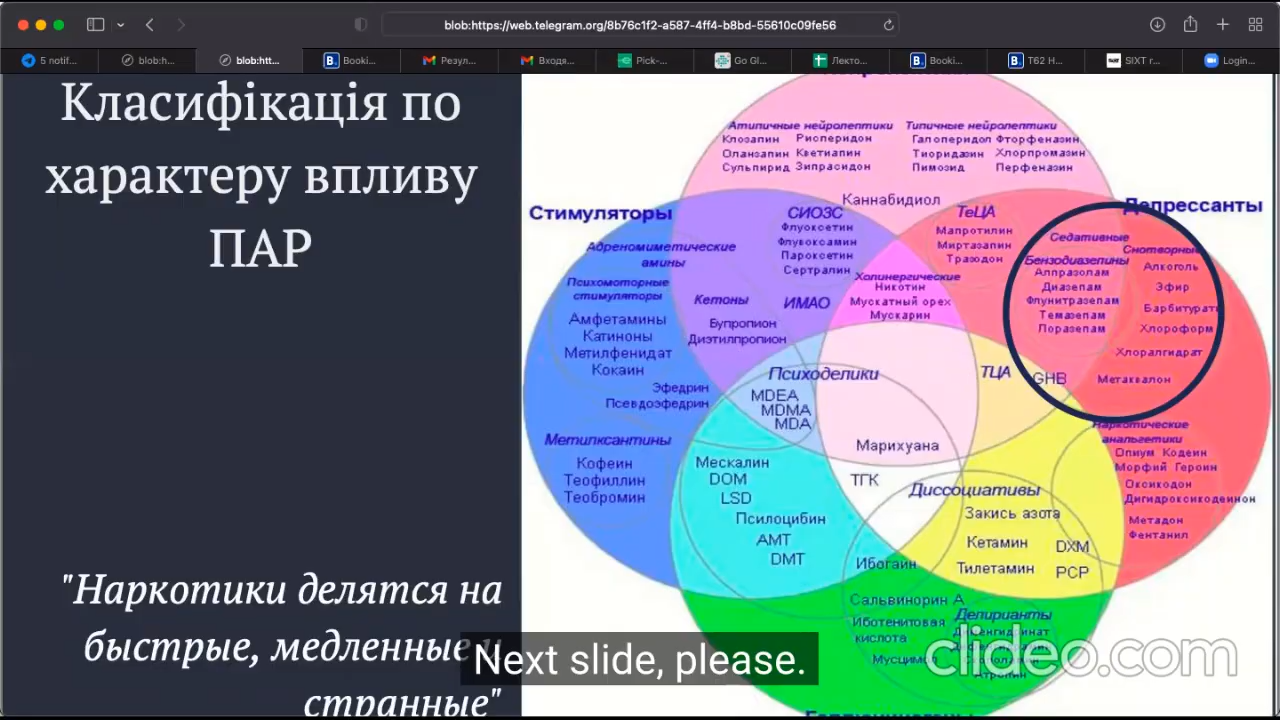 blob:https://web.telegram.org/8b76c1f2-a587-4ff4-b8bd-55610c09fe56
5 notif...
blob:h...
blob:htt...
Booki...
Резул...
Входя...
Pick-...
Go Gl...
Лекто...
Booki...
T62 H...
SIXT r...
Login...
Класифікація по
характеру впливу
ПАР
"Наркотики делятся на
быстрые, медленные и
странные"
Атипичные нейролептики
Клозапин Рисперидон
Оланзапин Кветиапин
Сульпирид Зипрасидон
Типичные нейролептики
Галоперидол Фторфеназин
Тиоридазин Хлорпромазин
Пимозид Перфеназин
Каннабидиол
Стимуляторы
Депрессанты
СИОЗС
Флуоксетин
Флувоксамин
Пароксетин
Сертралин
ТеЦА
Мапротилин
Миртазапин
Тразодон
Адреномиметические
амины
Психомоторные
стимуляторы
Амфетамины
Катиноны
Метилфенидат
Кокаин
Эфедрин
Псевдоэфедрин
Кетоны
ИМАО
Бупропион
Диэтилпропион
Холинергические
Никотин
Мускатный орех
Мускарин
Седативные
Бензодиазепины
Алпразолам
Диазепам
Флунитразепам
Темазепам
Лоразепам
Снотворные
Алкоголь
Эфир
Барбитурат
Хлороформ
Хлоралгидрат
Метаквалон
GHB
ТЦА
Психоделики
MDEA
MDMA
MDA
Марихуана
ТГК
Метилксантины
Кофеин
Теофиллин
Теобромин
Мескалин
DOM
LSD
Псилоцибин
AMT
DMT
Наркотические
анальгетики
Опиум Кодеин
Морфий Героин
Оксикодон
Дигидроксикодеинон
Метадон
Фентанил
Диссоциативы
Закись азота
Кетамин DXM
Тилетамин PCP
Ибогаин
Сальвинорин А
Иботенитовая
кислота
Мусцимол
Делирианты
Атропин
clideo.com
Next slide, please.